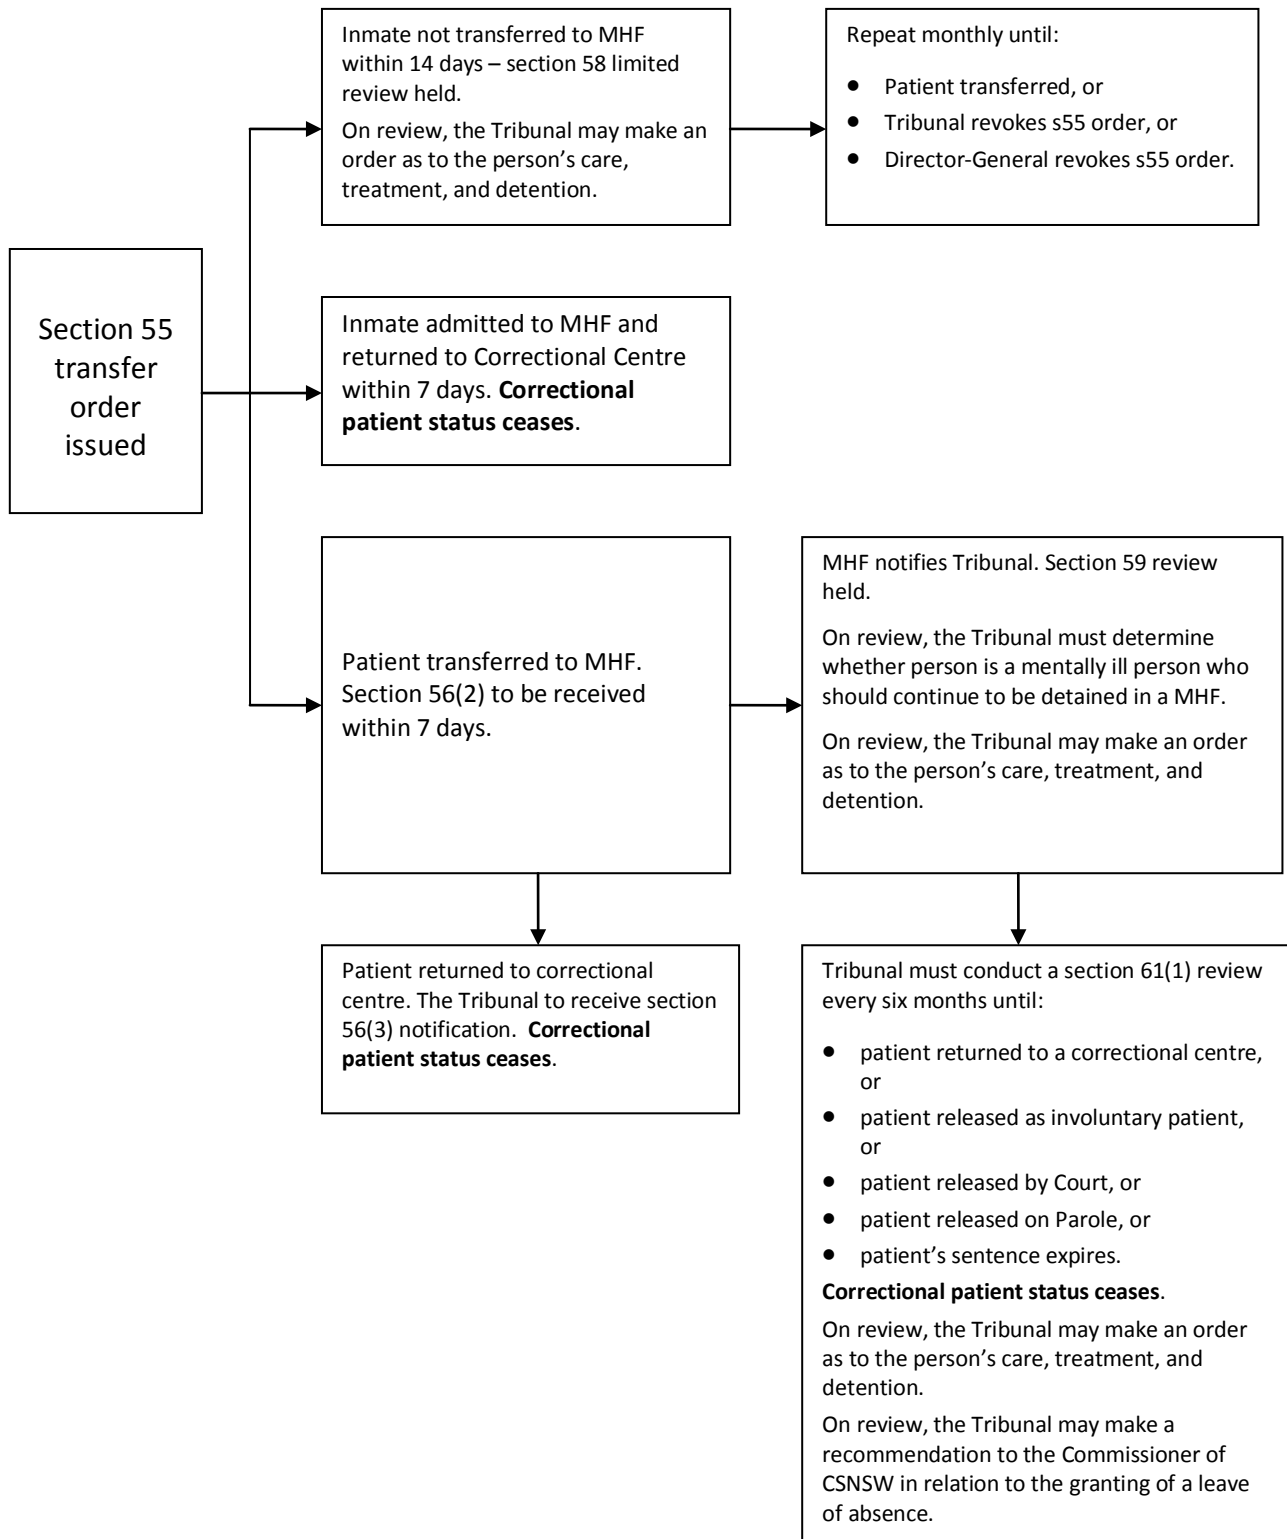 Section 55
transfer
order
issued
Inmate not transferred to MHF
within 14 days – section 58 limited
review held.
On review, the Tribunal may make an
order as to the person’s care,
treatment, and detention.
Repeat monthly until:
● Patient transferred, or
● Tribunal revokes s55 order, or
● Director-General revokes s55 order.
Inmate admitted to MHF and
returned to Correctional Centre
within 7 days. Correctional
patient status ceases.
Patient transferred to MHF.
Section 56(2) to be received
within 7 days.
MHF notifies Tribunal. Section 59 review
held.
On review, the Tribunal must determine
whether person is a mentally ill person who
should continue to be detained in a MHF.
On review, the Tribunal may make an order
as to the person’s care, treatment, and
detention.
Patient returned to correctional
centre. The Tribunal to receive section
56(3) notification. Correctional
patient status ceases.
Tribunal must conduct a section 61(1) review
every six months until:
● patient returned to a correctional centre,
or
● patient released as involuntary patient,
or
● patient released by Court, or
● patient released on Parole, or
● patient’s sentence expires.
Correctional patient status ceases.
On review, the Tribunal may make an order
as to the person’s care, treatment, and
detention.
On review, the Tribunal may make a
recommendation to the Commissioner of
CSNSW in relation to the granting of a leave
of absence.